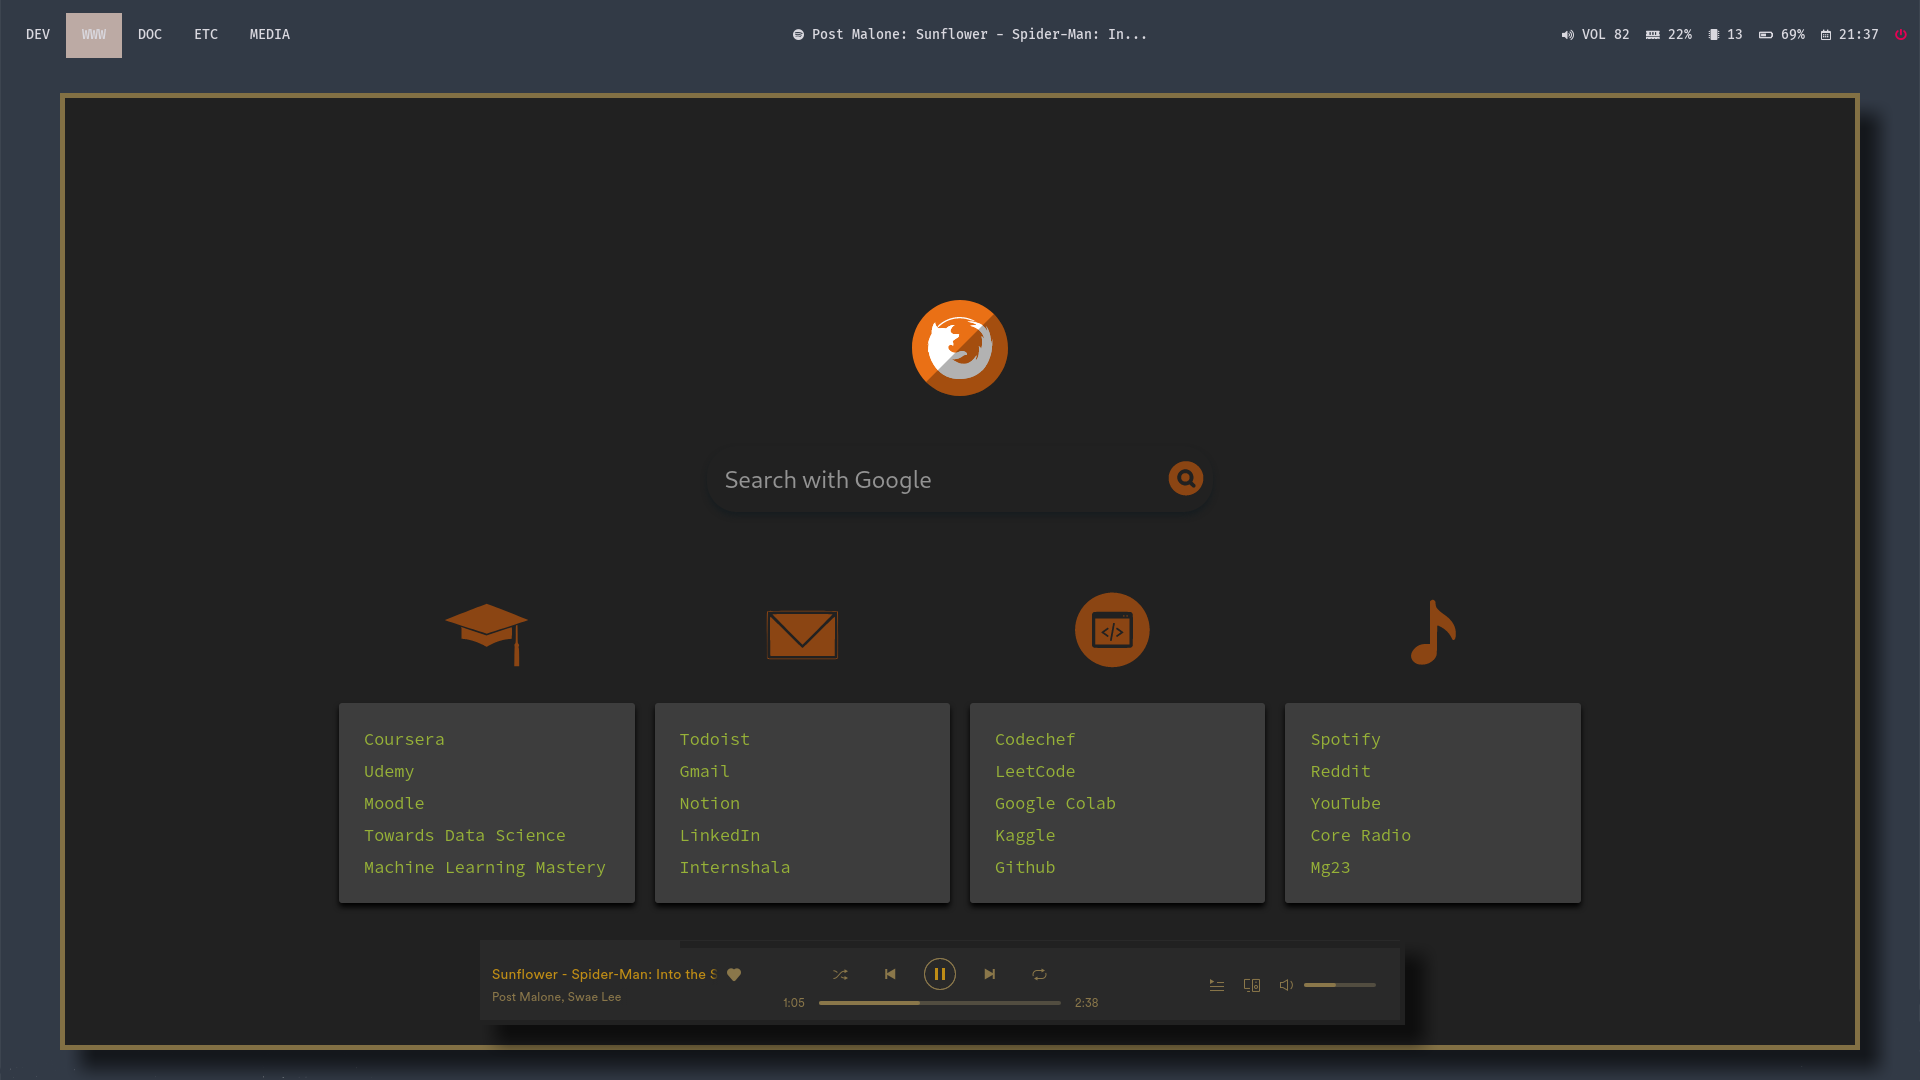 DEV WWW DOC ETC MEDIA Post Malone: Sunflower - Spider-Man: In... VOL 82 22% 13 69% 21:37
Search with Google
</>
Coursera
Udemy
Moodle
Towards Data Science
Machine Learning Mastery
Todoist
Gmail
Notion
LinkedIn
Internshala
Codechef
LeetCode
Google Colab
Kaggle
Github
Spotify
Reddit
YouTube
Core Radio
Mg23
Sunflower - Spider-Man: Into the S
Post Malone, Swae Lee
1:05 2:38